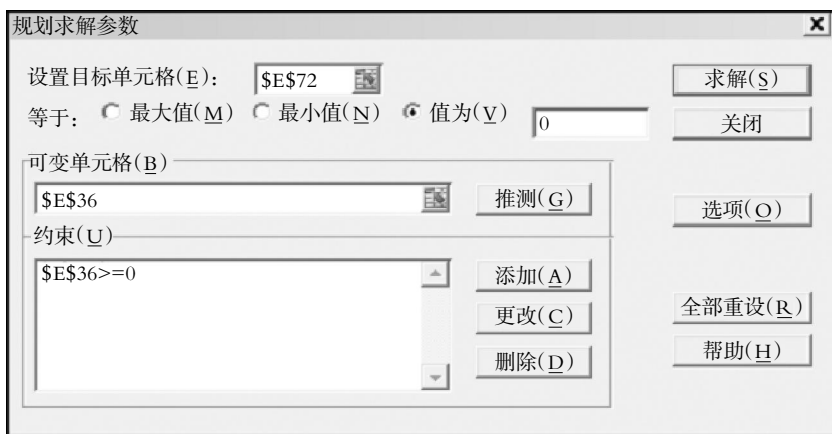 规划求解参数
设置目标单元格(E)： $E$72 求解(S)
等于： 最大值(M) 最小值(N) 值为(V) 0 关闭
可变单元格(B)
$E$36 推测(G) 选项(O)
约束(U)
$E$36>=0 添加(A)
更改(C) 全部重设(R)
删除(D) 帮助(H)